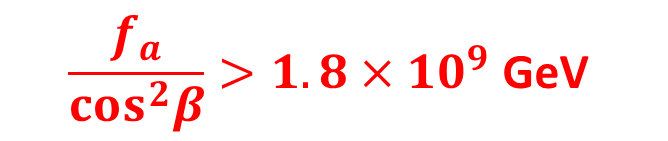 f_a / cos²β > 1.8 × 10⁹ GeV